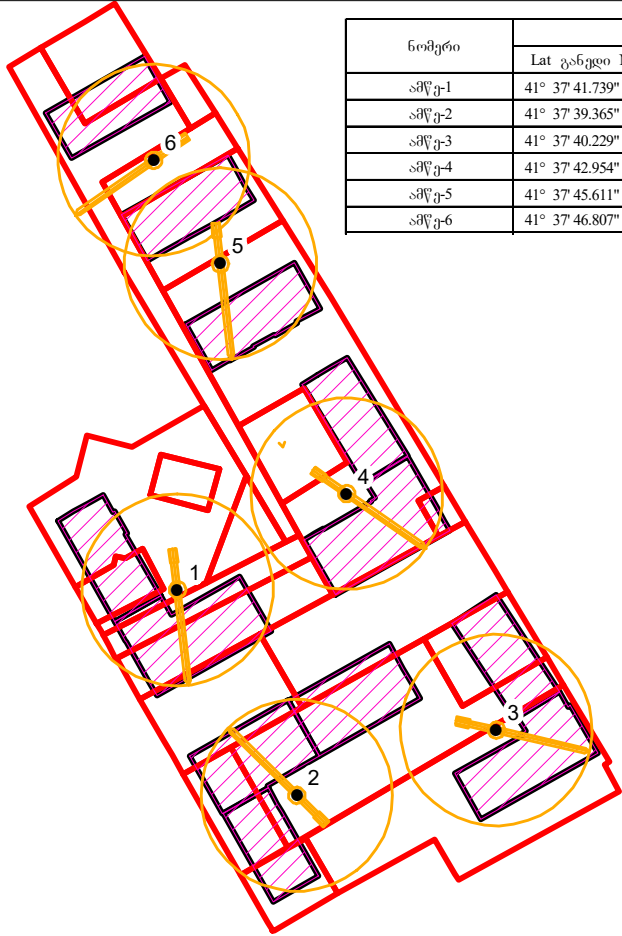 ნომერი
Lat განედი
ამწე-1 41° 37' 41.739"
ამწე-2 41° 37' 39.365"
ამწე-3 41° 37' 40.229"
ამწე-4 41° 37' 42.954"
ამწე-5 41° 37' 45.611"
ამწე-6 41° 37' 46.807"
6
5
4
1
3
2